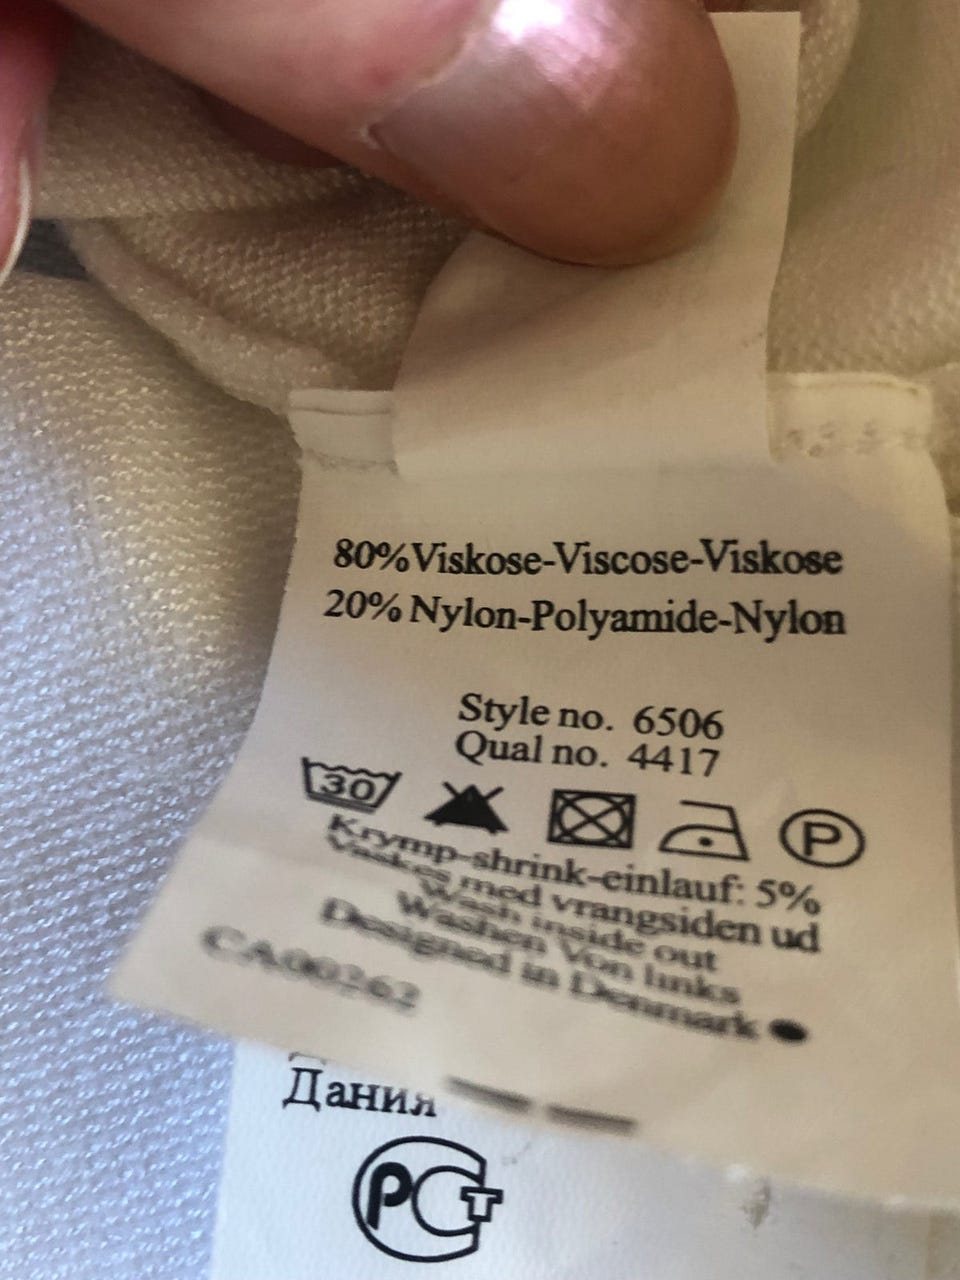 80%Viskose-Viscose-Viskose
20% Nylon-Polyamide-Nylon
Style no. 6506
Qual no. 4417
30
P
Krymp-shrink-einlauf: 5%
Vaskes med vrangsiden ud
Wash inside out
Washen Von links
Designed in Denmark
CA00262
Дания
РСТ